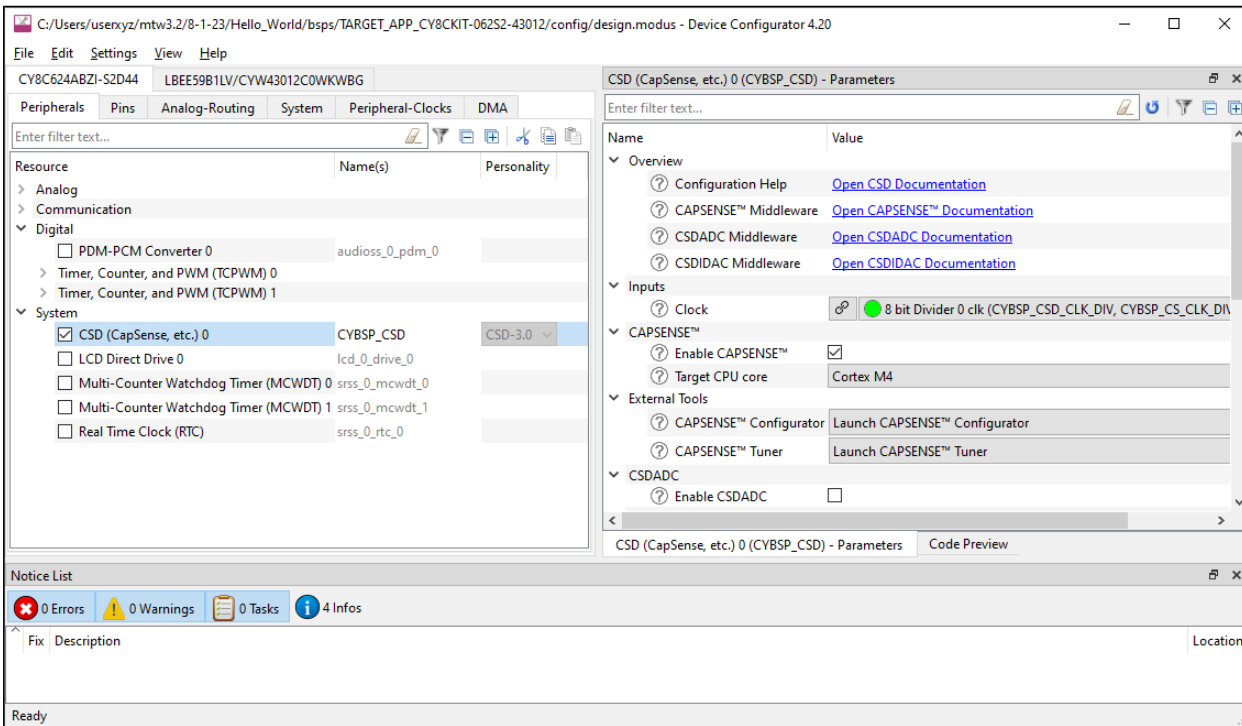 C:/Users/userxyz/mtw3.2/8-1-23/Hello_World/bsps/TARGET_APP_CY8CKIT-062S2-43012/config/design.modus - Device Configurator 4.20
File Edit Settings View Help
CY8C624ABZI-S2D44 LBEE59B1LV/CYW43012C0WKWBG
Peripherals Pins Analog-Routing System Peripheral-Clocks DMA
Enter filter text...
Resource Name(s) Personality
Analog
Communication
Digital
PDM-PCM Converter 0 audioss_0_pdm_0
Timer, Counter, and PWM (TCPWM) 0
Timer, Counter, and PWM (TCPWM) 1
System
CSD (CapSense, etc.) 0 CYBSP_CSD CSD-3.0
LCD Direct Drive 0 lcd_0_drive_0
Multi-Counter Watchdog Timer (MCWDT) 0 srss_0_mcwdt_0
Multi-Counter Watchdog Timer (MCWDT) 1 srss_0_mcwdt_1
Real Time Clock (RTC) srss_0_rtc_0
CSD (CapSense, etc.) 0 (CYBSP_CSD) - Parameters
Enter filter text...
Name Value
Overview
Configuration Help Open CSD Documentation
CAPSENSE™ Middleware Open CAPSENSE™ Documentation
CSDADC Middleware Open CSDADC Documentation
CSDIDAC Middleware Open CSDIDAC Documentation
Inputs
Clock 8 bit Divider 0 clk (CYBSP_CSD_CLK_DIV, CYBSP_CS_CLK_DIV
CAPSENSE™
Enable CAPSENSE™
Target CPU core Cortex M4
External Tools
CAPSENSE™ Configurator Launch CAPSENSE™ Configurator
CAPSENSE™ Tuner Launch CAPSENSE™ Tuner
CSDADC
Enable CSDADC
CSD (CapSense, etc.) 0 (CYBSP_CSD) - Parameters Code Preview
Notice List
0 Errors 0 Warnings 0 Tasks 4 Infos
Fix Description Location
Ready